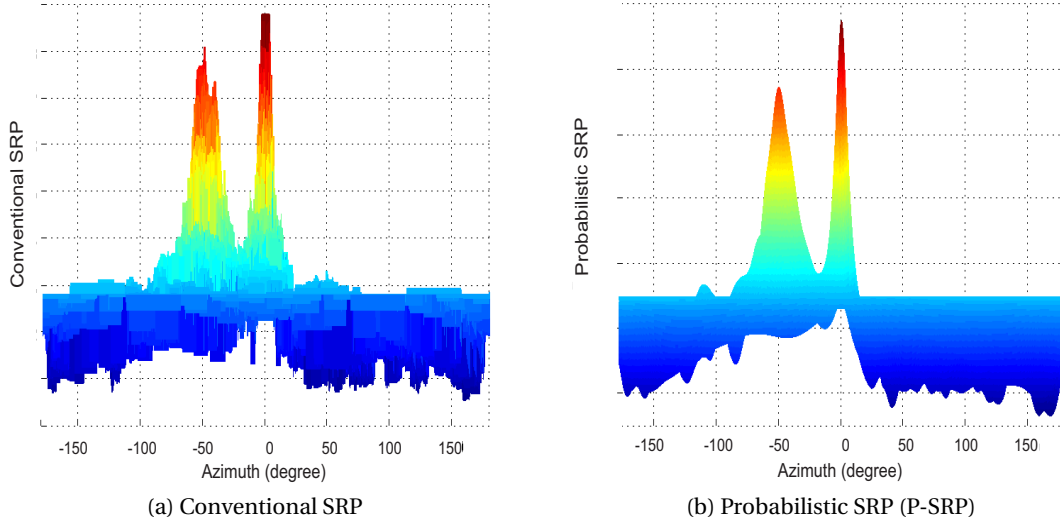 Conventional SRP
-150 -100 -50 0 50 100 150
Azimuth (degree)
(a) Conventional SRP
Probabilistic SRP
-150 -100 -50 0 50 100 150
Azimuth (degree)
(b) Probabilistic SRP (P-SRP)